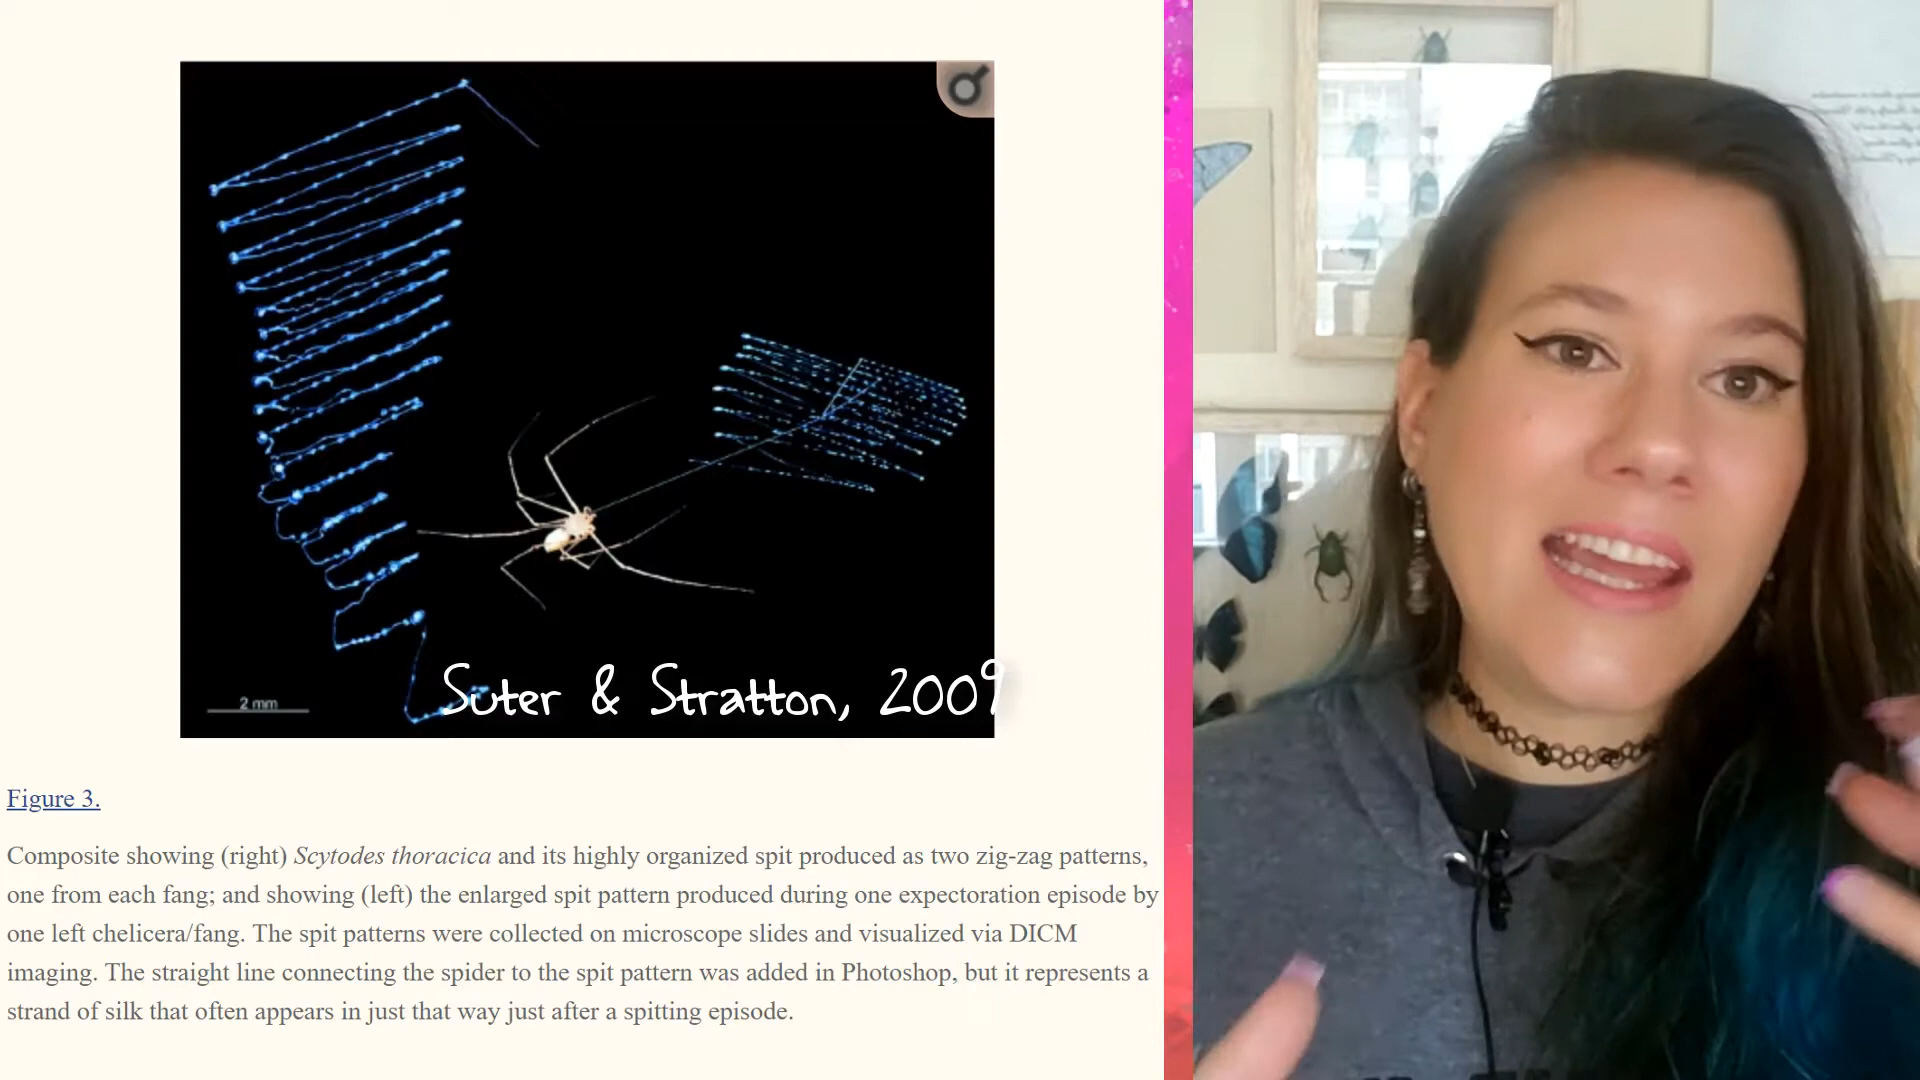 2 mm
Suter & Stratton, 2009
Figure 3.
Composite showing (right) Scytodes thoracica and its highly organized spit produced as two zig-zag patterns,
one from each fang; and showing (left) the enlarged spit pattern produced during one expectoration episode by
one left chelicera/fang. The spit patterns were collected on microscope slides and visualized via DICM
imaging. The straight line connecting the spider to the spit pattern was added in Photoshop, but it represents a
strand of silk that often appears in just that way just after a spitting episode.